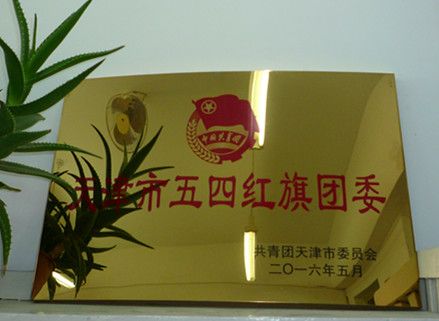 中国共青团
天津市五四红旗团委
共青团天津市委员会
二〇一六年五月